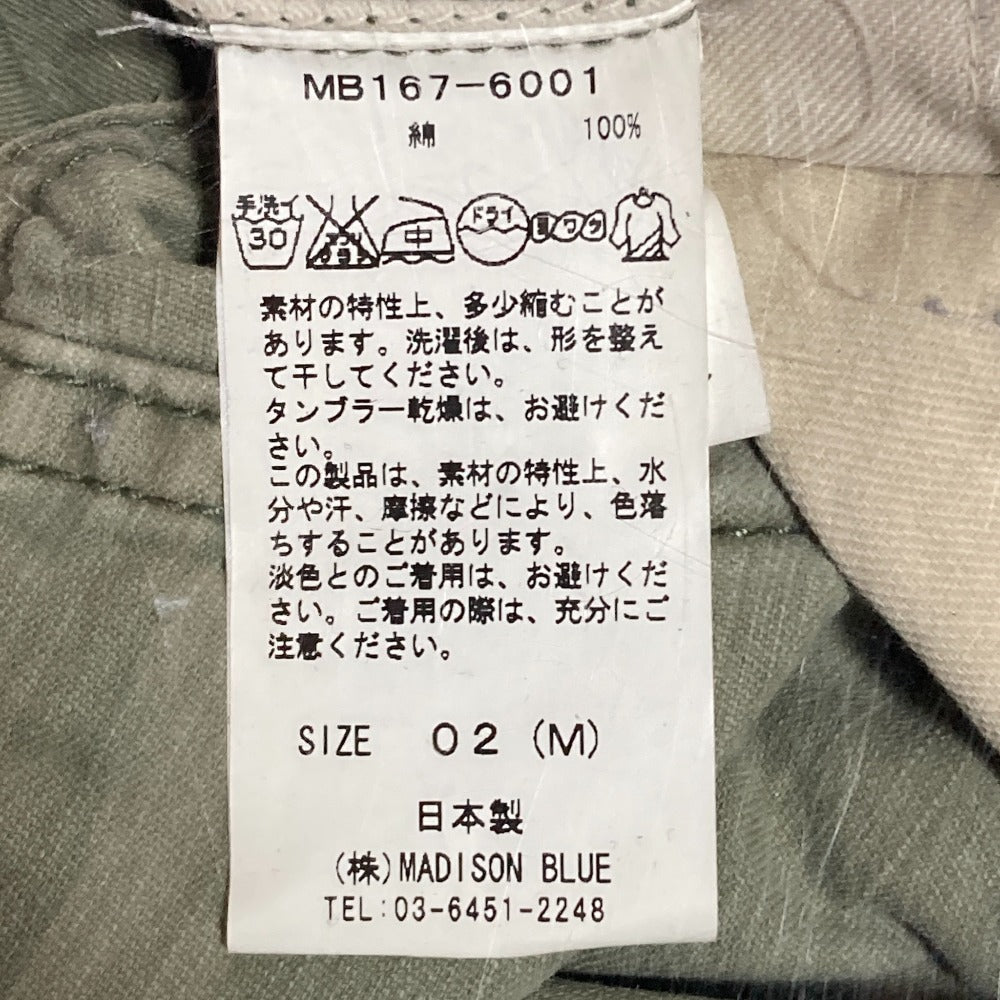 MB167-6001
綿 100%
手洗イ
30
エンソ
サラシ
中
ドライ
素材の特性上、多少縮むことが
あります。洗濯後は、形を整え
て干してください。
タンブラー乾燥は、お避けくだ
さい。
この製品は、素材の特性上、水
分や汗、摩擦などにより、色落
ちすることがあります。
淡色とのご着用は、お避けくだ
さい。ご着用の際は、充分にご
注意ください。
SIZE 02 (M)
日本製
(株)MADISON BLUE
TEL:03-6451-2248